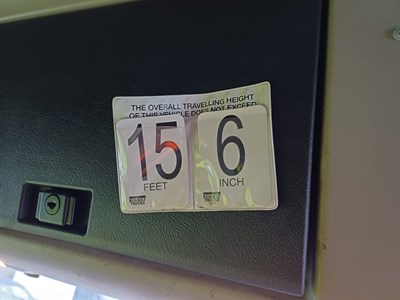 THE OVERALL TRAVELLING HEIGHT
OF THIS VEHICLE DOES NOT EXCEED
15 6
FEET INCH